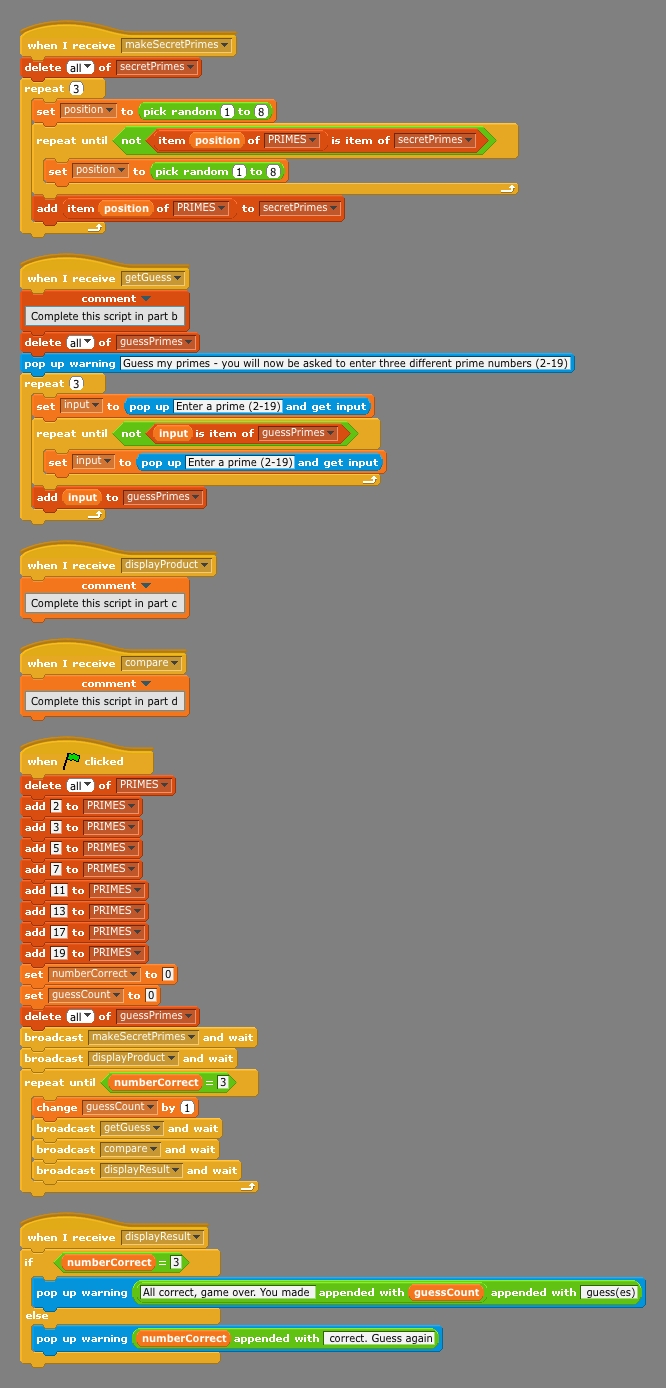 when I receive makeSecretPrimes
delete all of secretPrimes
repeat 3
set position to pick random 1 to 8
repeat until not item position of PRIMES is item of secretPrimes
set position to pick random 1 to 8
add item position of PRIMES to secretPrimes
when I receive getGuess
comment
Complete this script in part b
delete all of guessPrimes
pop up warning Guess my primes - you will now be asked to enter three different prime numbers (2-19)
repeat 3
set input to pop up Enter a prime (2-19) and get input
repeat until not input is item of guessPrimes
set input to pop up Enter a prime (2-19) and get input
add input to guessPrimes
when I receive displayProduct
comment
Complete this script in part c
when I receive compare
comment
Complete this script in part d
when clicked
delete all of PRIMES
add 2 to PRIMES
add 3 to PRIMES
add 5 to PRIMES
add 7 to PRIMES
add 11 to PRIMES
add 13 to PRIMES
add 17 to PRIMES
add 19 to PRIMES
set numberCorrect to 0
set guessCount to 0
delete all of guessPrimes
broadcast makeSecretPrimes and wait
broadcast displayProduct and wait
repeat until numberCorrect = 3
change guessCount by 1
broadcast getGuess and wait
broadcast compare and wait
broadcast displayResult and wait
when I receive displayResult
if numberCorrect = 3
pop up warning All correct, game over. You made appended with guessCount appended with guess(es)
else
pop up warning numberCorrect appended with correct. Guess again